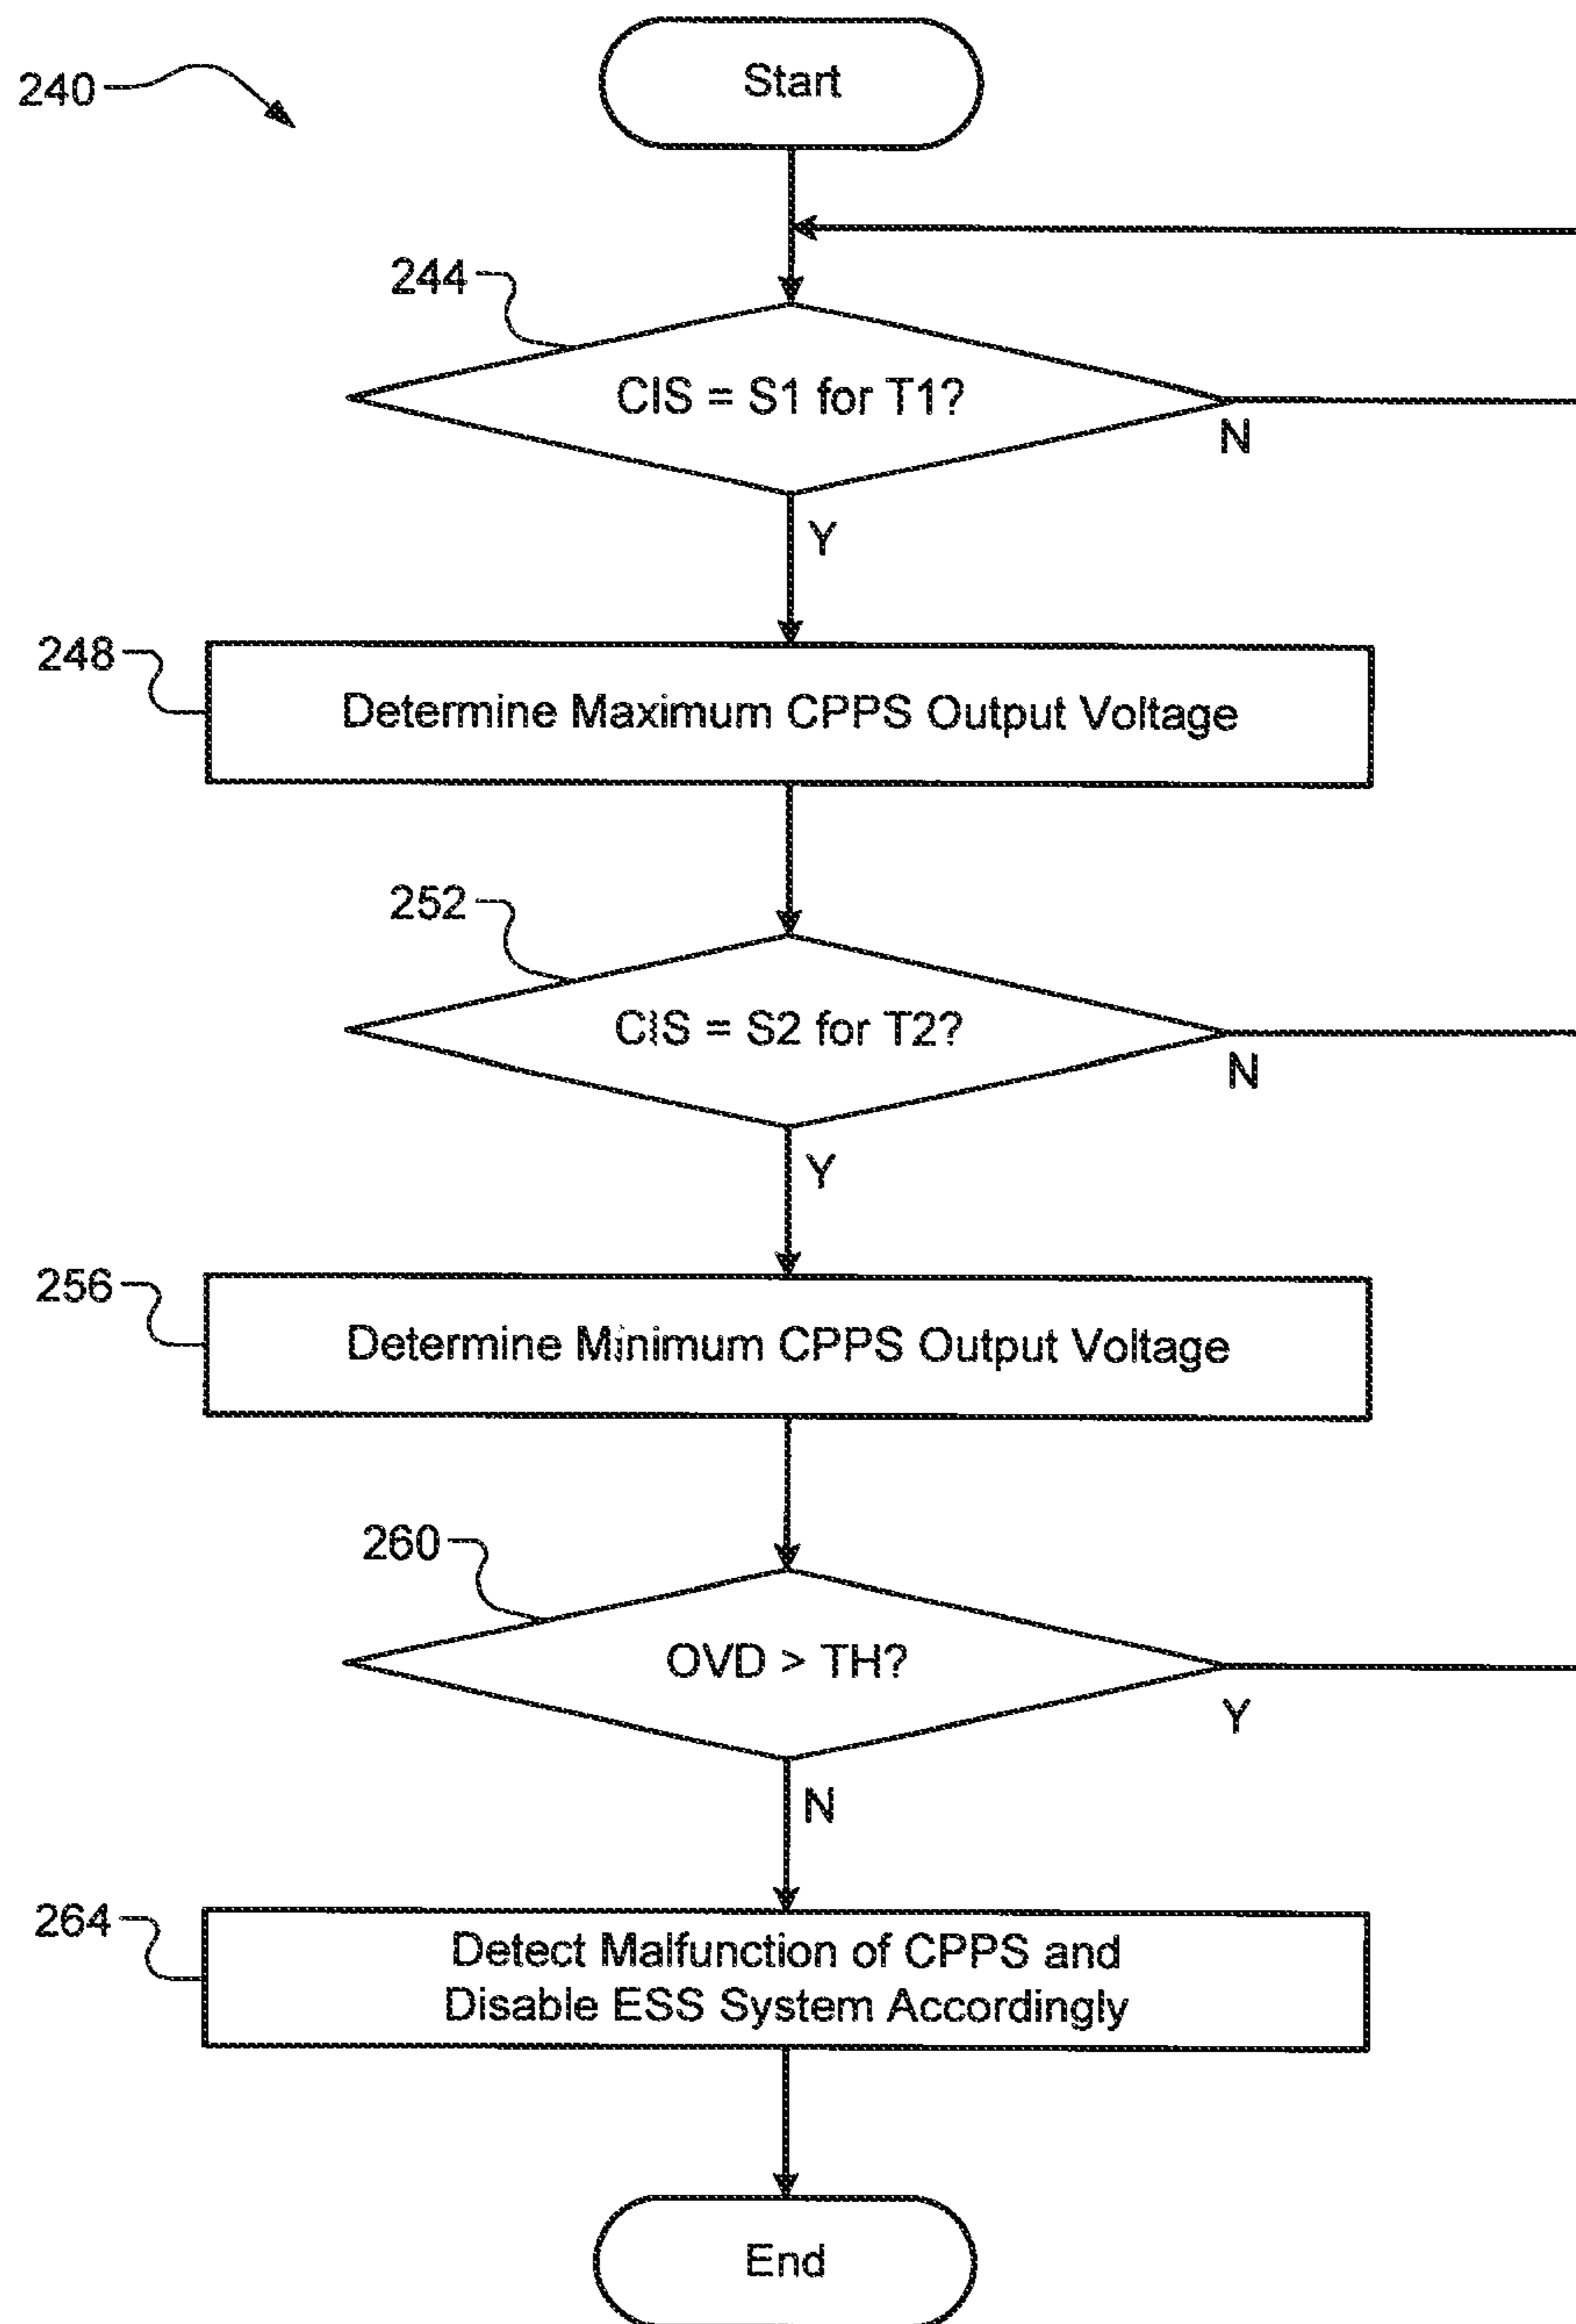 Start
240
244
CIS = S1 for T1?
N
Y
248
Determine Maximum CPPS Output Voltage
252
CIS = S2 for T2?
N
Y
256
Determine Minimum CPPS Output Voltage
260
OVD > TH?
Y
N
264
Detect Malfunction of CPPS and
Disable ESS System Accordingly
End